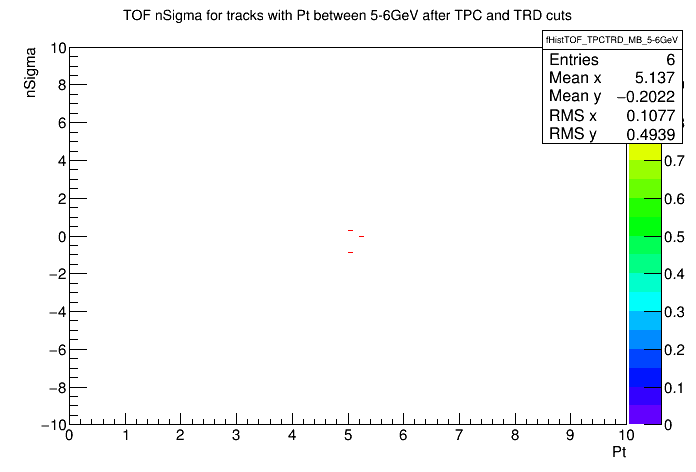 TOF nSigma for tracks with Pt between 5-6GeV after TPC and TRD cuts
fHistTOF_TPCTRD_MB_5-6GeV
Entries 6
Mean x 5.137
Mean y −0.2022
RMS x 0.1077
RMS y 0.4939
nSigma
10
8
6
4
2
0
−2
−4
−6
−8
−10
0 1 2 3 4 5 6 7 8 9 10
Pt
0.7
0.6
0.5
0.4
0.3
0.2
0.1
0